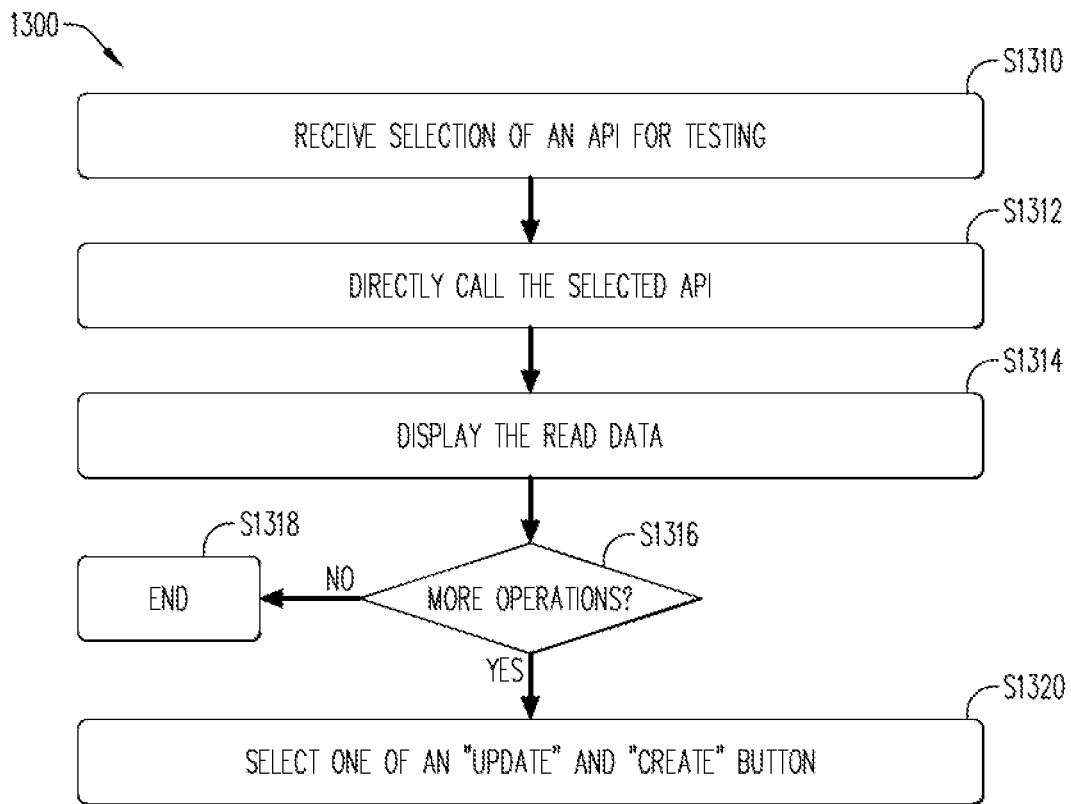 1300
S1310
RECEIVE SELECTION OF AN API FOR TESTING
S1312
DIRECTLY CALL THE SELECTED API
S1314
DISPLAY THE READ DATA
S1318
S1316
END
NO
MORE OPERATIONS?
YES
S1320
SELECT ONE OF AN "UPDATE" AND "CREATE" BUTTON